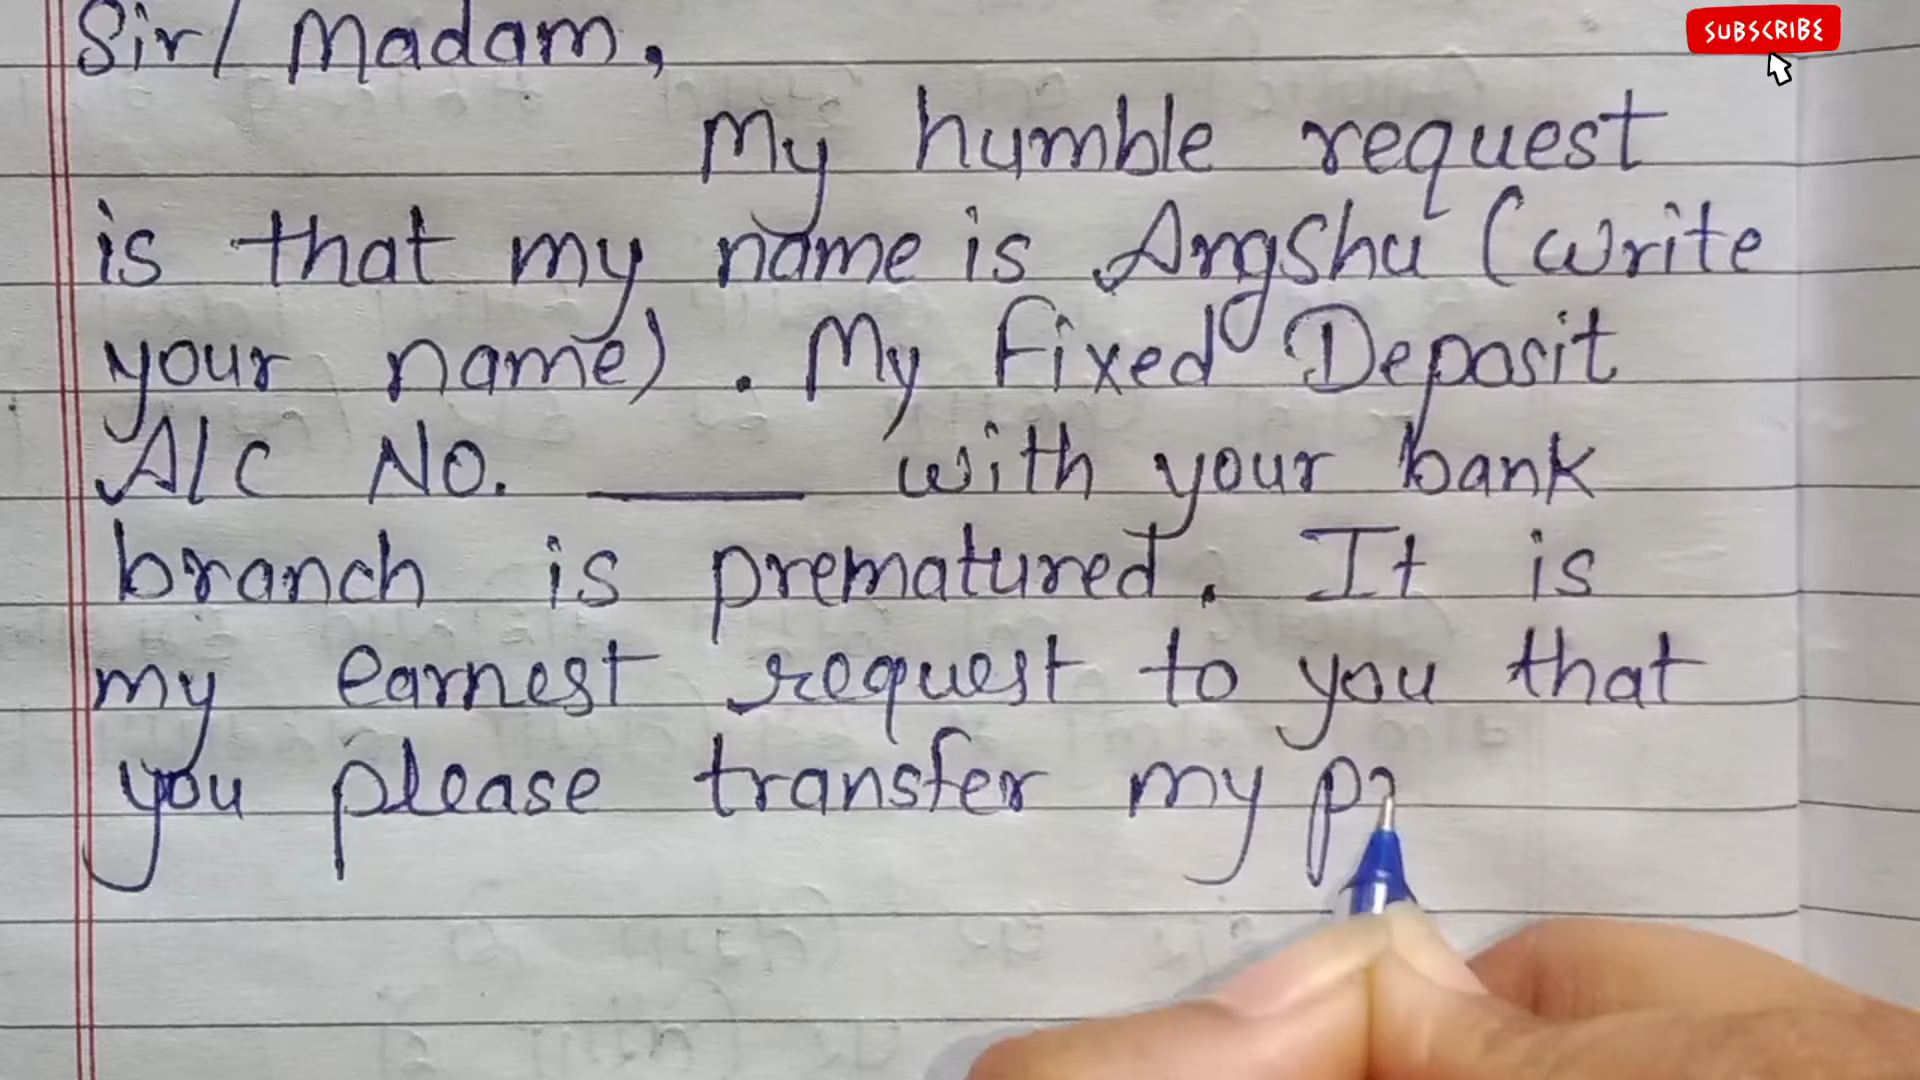 Sir/ Madam,
SUBSCRIBE
My humble request
is that my name is Angshu (write
your name). My Fixed Deposit
A/C No. ______ with your bank
branch is prematured. It is
my earnest request to you that
you please transfer my